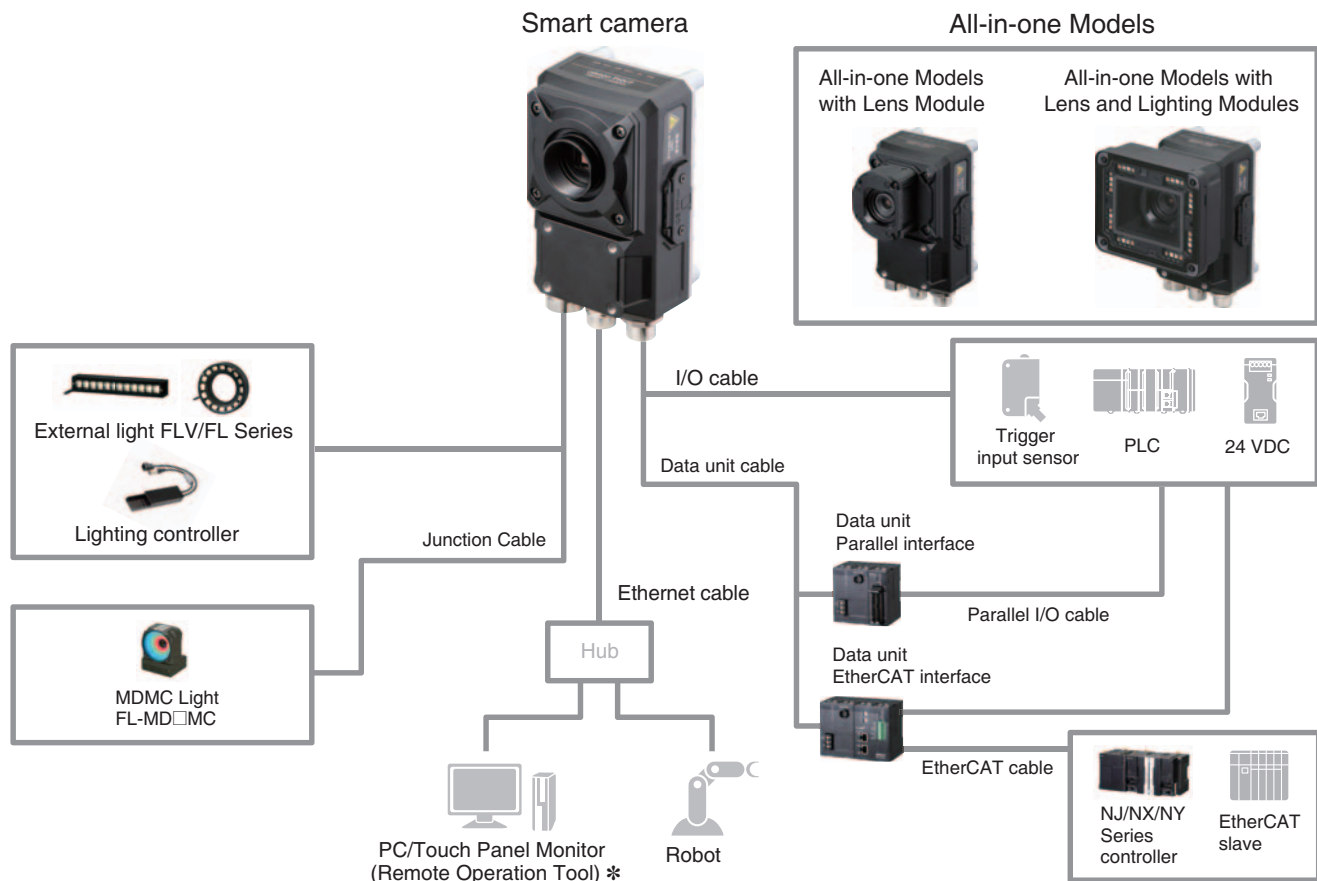 Smart camera
All-in-one Models
All-in-one Models
with Lens Module
All-in-one Models with
Lens and Lighting Modules
External light FLV/FL Series
Lighting controller
I/O cable
Trigger
input sensor
PLC
24 VDC
Data unit cable
Junction Cable
Data unit
Parallel interface
Ethernet cable
Parallel I/O cable
Hub
MDMC Light
FL-MD□MC
Data unit
EtherCAT interface
EtherCAT cable
NJ/NX/NY
Series
controller
EtherCAT
slave
PC/Touch Panel Monitor
(Remote Operation Tool) ✻
Robot